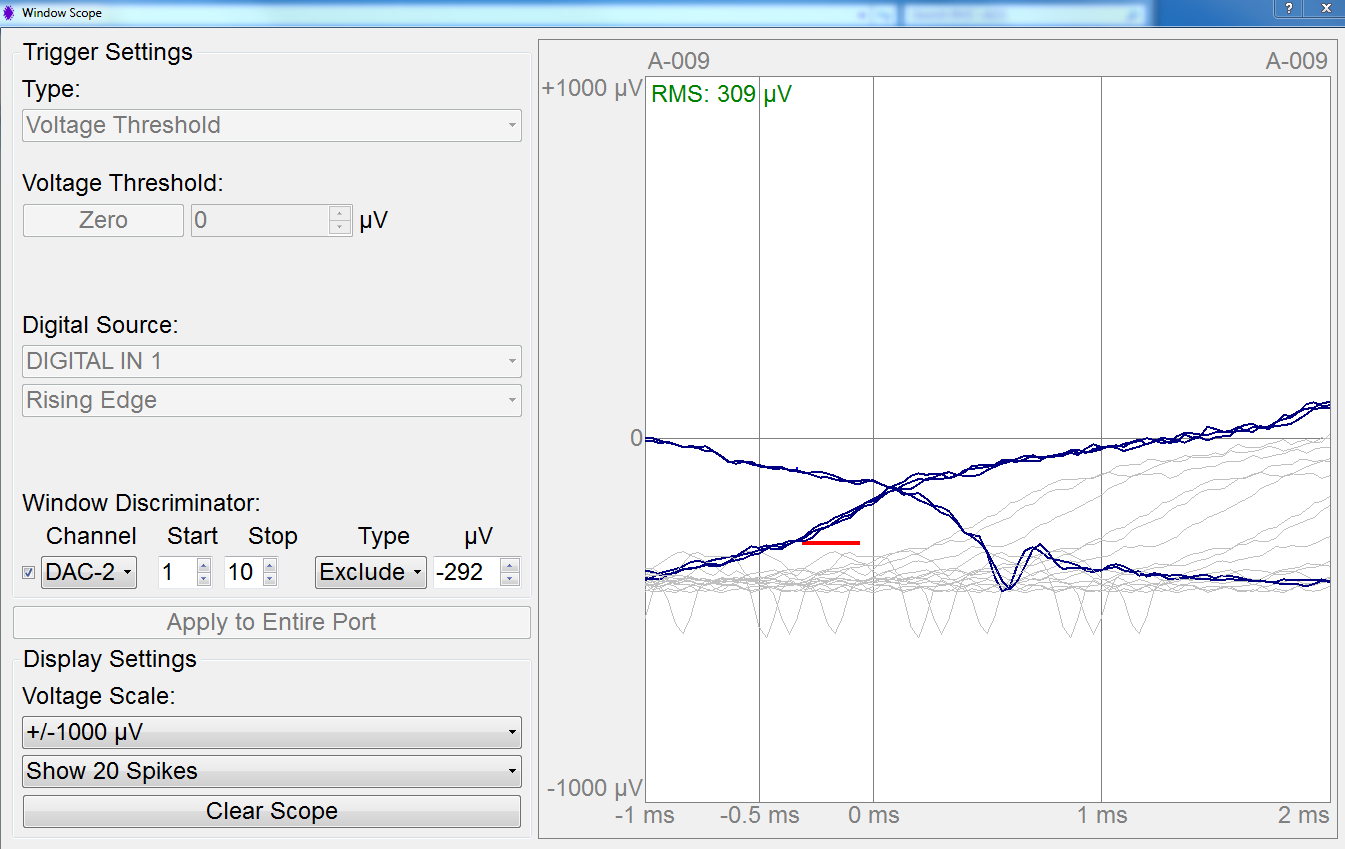 Window Scope
Trigger Settings
Type:
Voltage Threshold
Voltage Threshold:
Zero 0 µV
Digital Source:
DIGITAL IN 1
Rising Edge
Window Discriminator:
Channel Start Stop Type µV
DAC-2 1 10 Exclude -292
Apply to Entire Port
Display Settings
Voltage Scale:
+/-1000 µV
Show 20 Spikes
Clear Scope
A-009 A-009
+1000 µV
RMS: 309 µV
0
-1000 µV
-1 ms -0.5 ms 0 ms 1 ms 2 ms